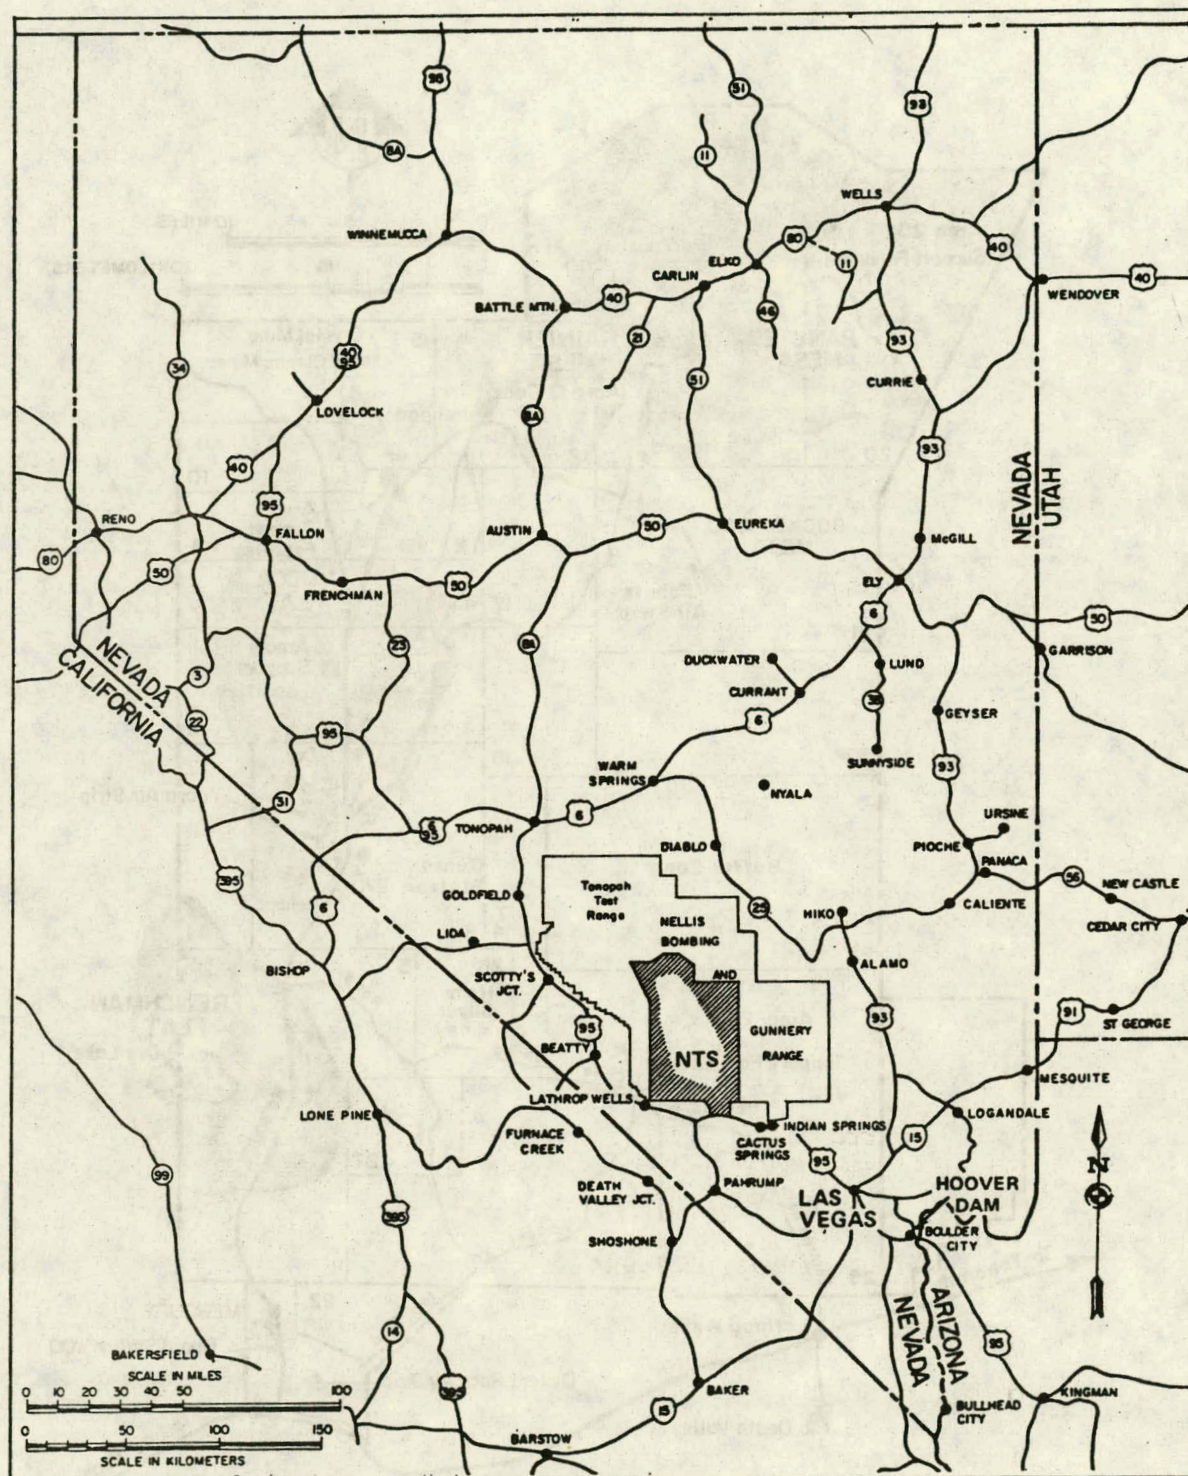 95
51
93
8A
11
WELLS
WINNEMUCCA
80
40
ELKO
11
CARLIN
40
WENDOVER
BATTLE MTN.
40
46
21
93
34
40
95
51
CURRIE
LOVELOCK
8A
93
40
NEVADA
UTAH
95
RENO
FALLON
AUSTIN
50
EUREKA
McGILL
80
50
FRENCHMAN
50
ELY
6
50
NEVADA
CALIFORNIA
23
8A
DUCKWATER
LUND
GARRISON
3
CURRANT
38
22
6
GEYSER
95
WARM
SPRINGS
SUNNYSIDE
93
NYALA
31
URSINE
6
95
TONOPAH
6
DIABLO
PIOCHE
PANACA
395
Tonopah
Test
Range
56
NEW CASTLE
GOLDFIELD
6
NELLIS
BOMBING
AND
25
HIKO
CALIENTE
CEDAR CITY
LIDA
BISHOP
SCOTTY'S
JCT.
ALAMO
95
GUNNERY
RANGE
93
91
ST GEORGE
BEATTY
NTS
MESQUITE
LATHROP WELLS
LONE PINE
LOGANDALE
INDIAN SPRINGS
FURNACE
CREEK
CACTUS
SPRINGS
15
95
N
99
DEATH
VALLEY JCT.
PAHRUMP
LAS
VEGAS
HOOVER
DAM
395
SHOSHONE
BOULDER
CITY
NEVADA
ARIZONA
14
95
BAKERSFIELD
SCALE IN MILES
0 10 20 30 40 50 100
395
BAKER
KINGMAN
15
BULLHEAD
CITY
0 50 100 150
BARSTOW
SCALE IN KILOMETERS